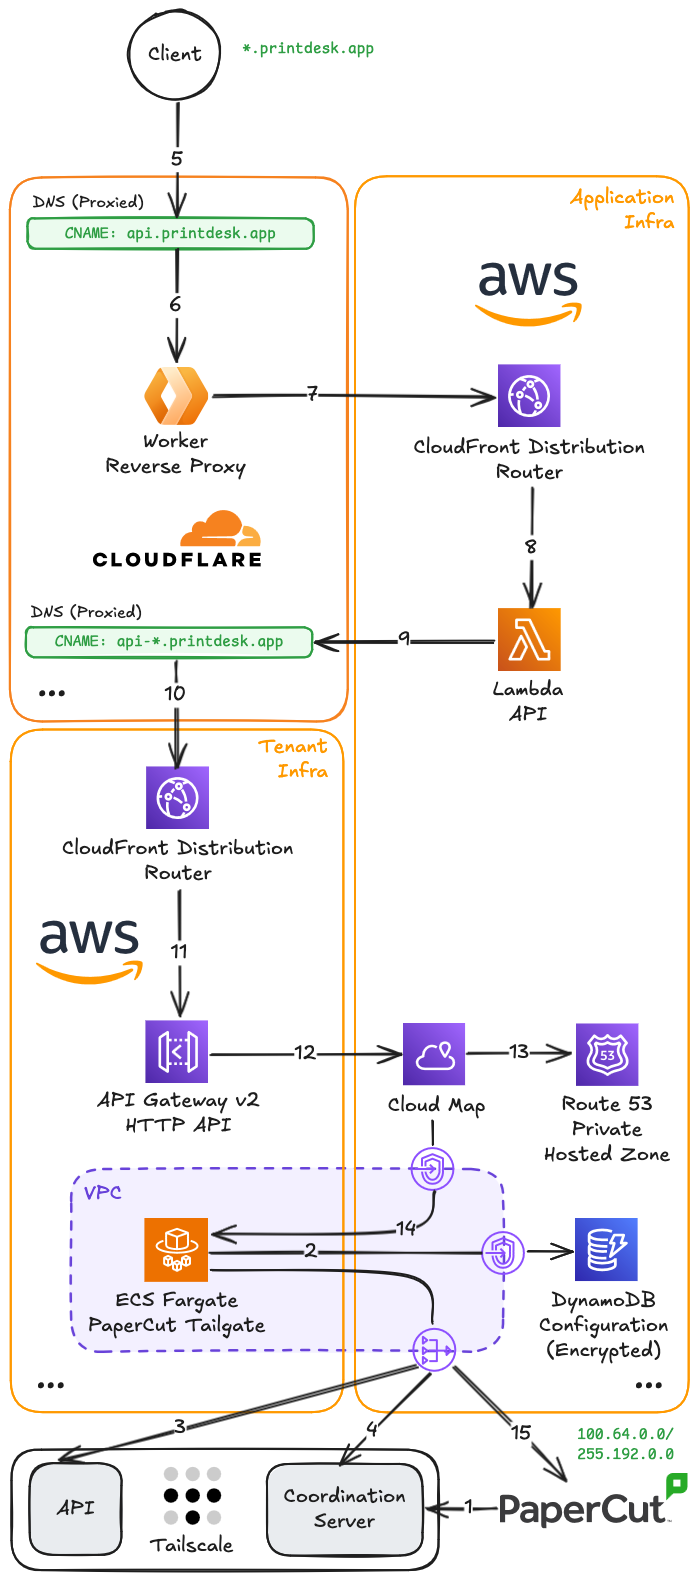 Client
*.printdesk.app
5
DNS (Proxied)
CNAME: api.printdesk.app
Application
Infra
aws
6
7
Worker
Reverse Proxy
CloudFront Distribution
Router
CLOUDFLARE
8
DNS (Proxied)
CNAME: api-*.printdesk.app
9
Lambda
API
...
10
Tenant
Infra
CloudFront Distribution
Router
aws
11
12
13
53
API Gateway v2
HTTP API
Cloud Map
Route 53
Private
Hosted Zone
VPC
14
2
ECS Fargate
PaperCut Tailgate
DynamoDB
Configuration
(Encrypted)
...
...
3
4
15
100.64.0.0/
255.192.0.0
API
Tailscale
Coordination
Server
1
PaperCut™